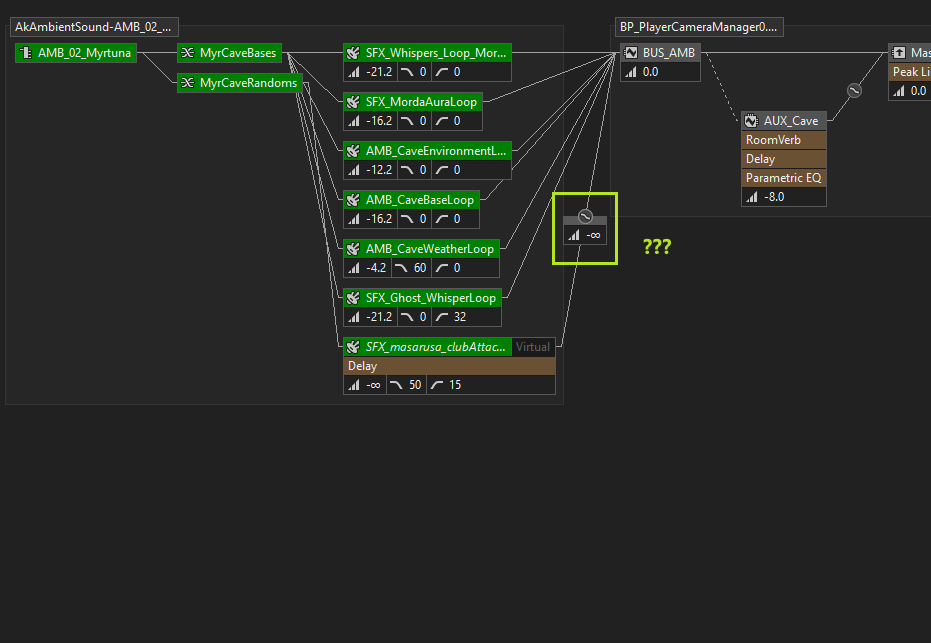 AkAmbientSound-AMB_02_...
BP_PlayerCameraManager0....
AMB_02_Myrtuna
MyrCaveBases
MyrCaveRandoms
SFX_Whispers_Loop_Mor...
-21.2 0 0
SFX_MordaAuraLoop
-16.2 0 0
AMB_CaveEnvironmentL...
-12.2 0 0
AMB_CaveBaseLoop
-16.2 0 0
AMB_CaveWeatherLoop
-4.2 60 0
SFX_Ghost_WhisperLoop
-21.2 0 32
SFX_masarusa_clubAttac... Virtual
Delay
-∞ 50 15
-∞
???
BUS_AMB
0.0
AUX_Cave
RoomVerb
Delay
Parametric EQ
-8.0
Mas
Peak Li
0.0